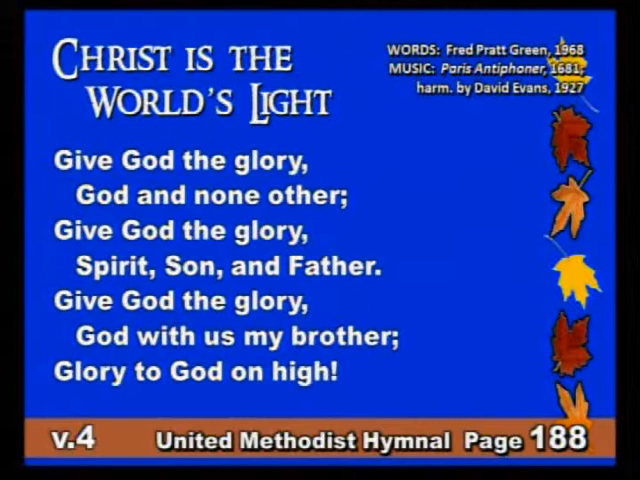 CHRIST IS THE
WORLD'S LIGHT
WORDS: Fred Pratt Green, 1968
MUSIC: Paris Antiphoner, 1681;
harm. by David Evans, 1927
Give God the glory,
God and none other;
Give God the glory,
Spirit, Son, and Father.
Give God the glory,
God with us my brother;
Glory to God on high!
v.4 United Methodist Hymnal Page 188